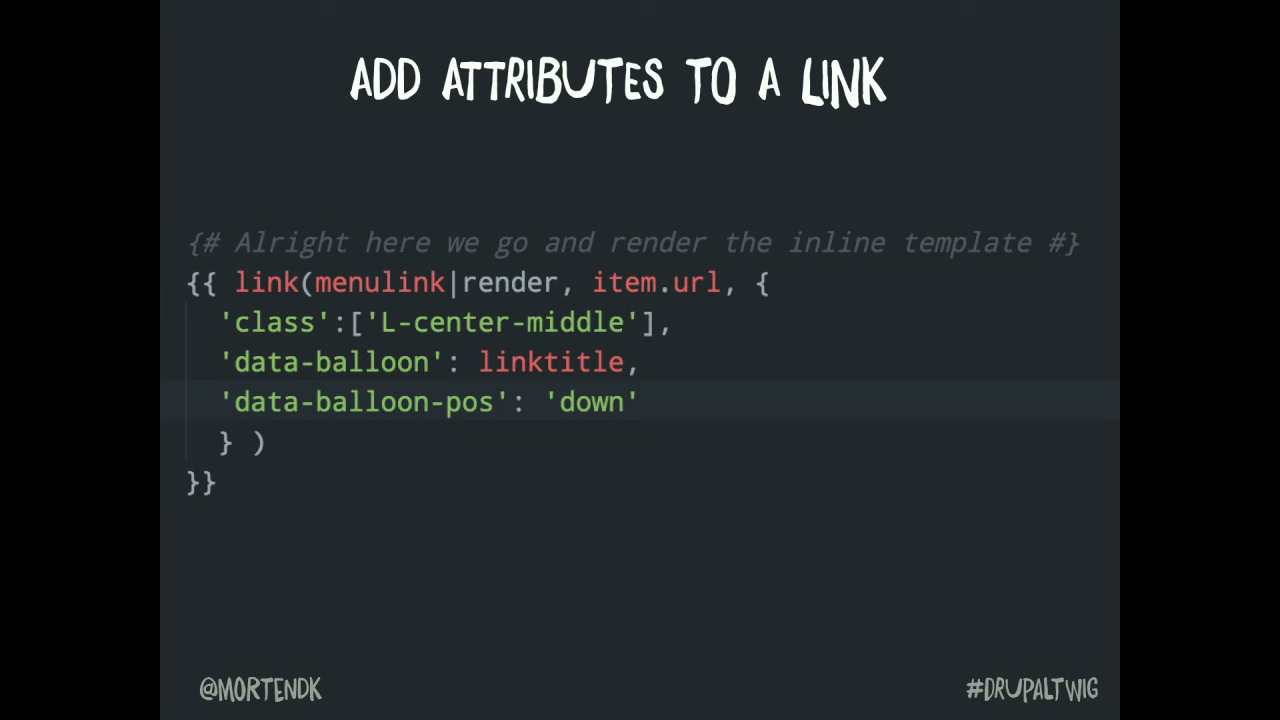 ADD ATTRIBUTES TO A LINK
{# Alright here we go and render the inline template #}
{{ link(menulink|render, item.url, {
'class':['L-center-middle'],
'data-balloon': linktitle,
'data-balloon-pos': 'down'
} )
}}
@MORTENDK
#DRUPALTWIG